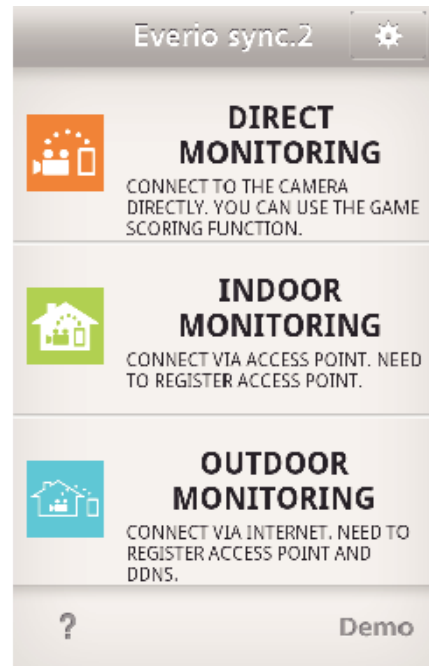 Everio sync.2
DIRECT
MONITORING
CONNECT TO THE CAMERA
DIRECTLY. YOU CAN USE THE GAME
SCORING FUNCTION.
INDOOR
MONITORING
CONNECT VIA ACCESS POINT. NEED
TO REGISTER ACCESS POINT.
OUTDOOR
MONITORING
CONNECT VIA INTERNET. NEED TO
REGISTER ACCESS POINT AND
DDNS.
? Demo